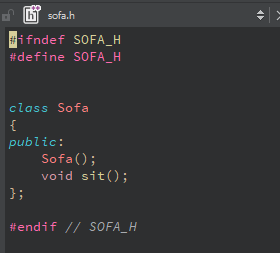 sofa.h
#ifndef SOFA_H
#define SOFA_H
class Sofa
{
public:
    Sofa();
    void sit();
};
#endif // SOFA_H